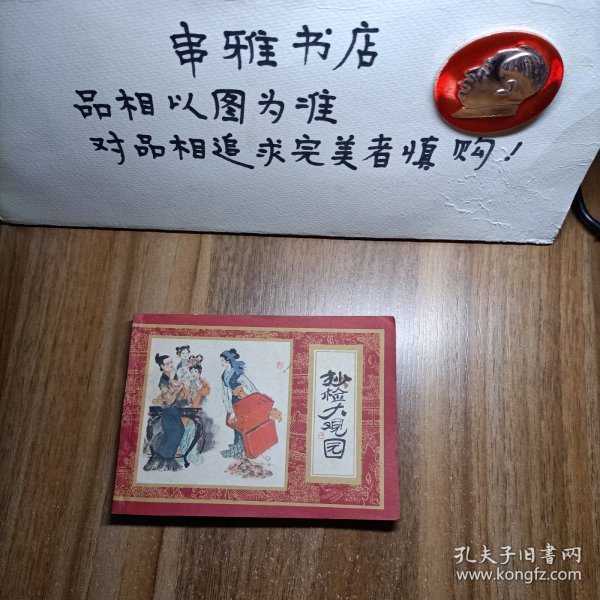 串雅书店
品相以图为准
对品相追求完美者慎购！
抄检大观园
孔夫子旧书网
www.kongfz.com